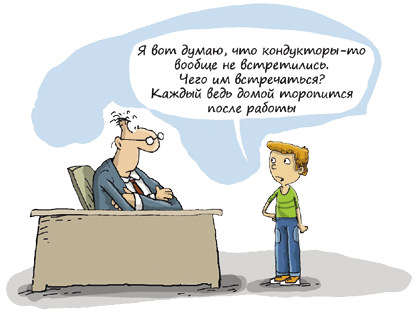 Я вот думаю, что кондукторы-то
вообще не встретились.
Чего им встречаться?
Каждый ведь домой торопится
после работы